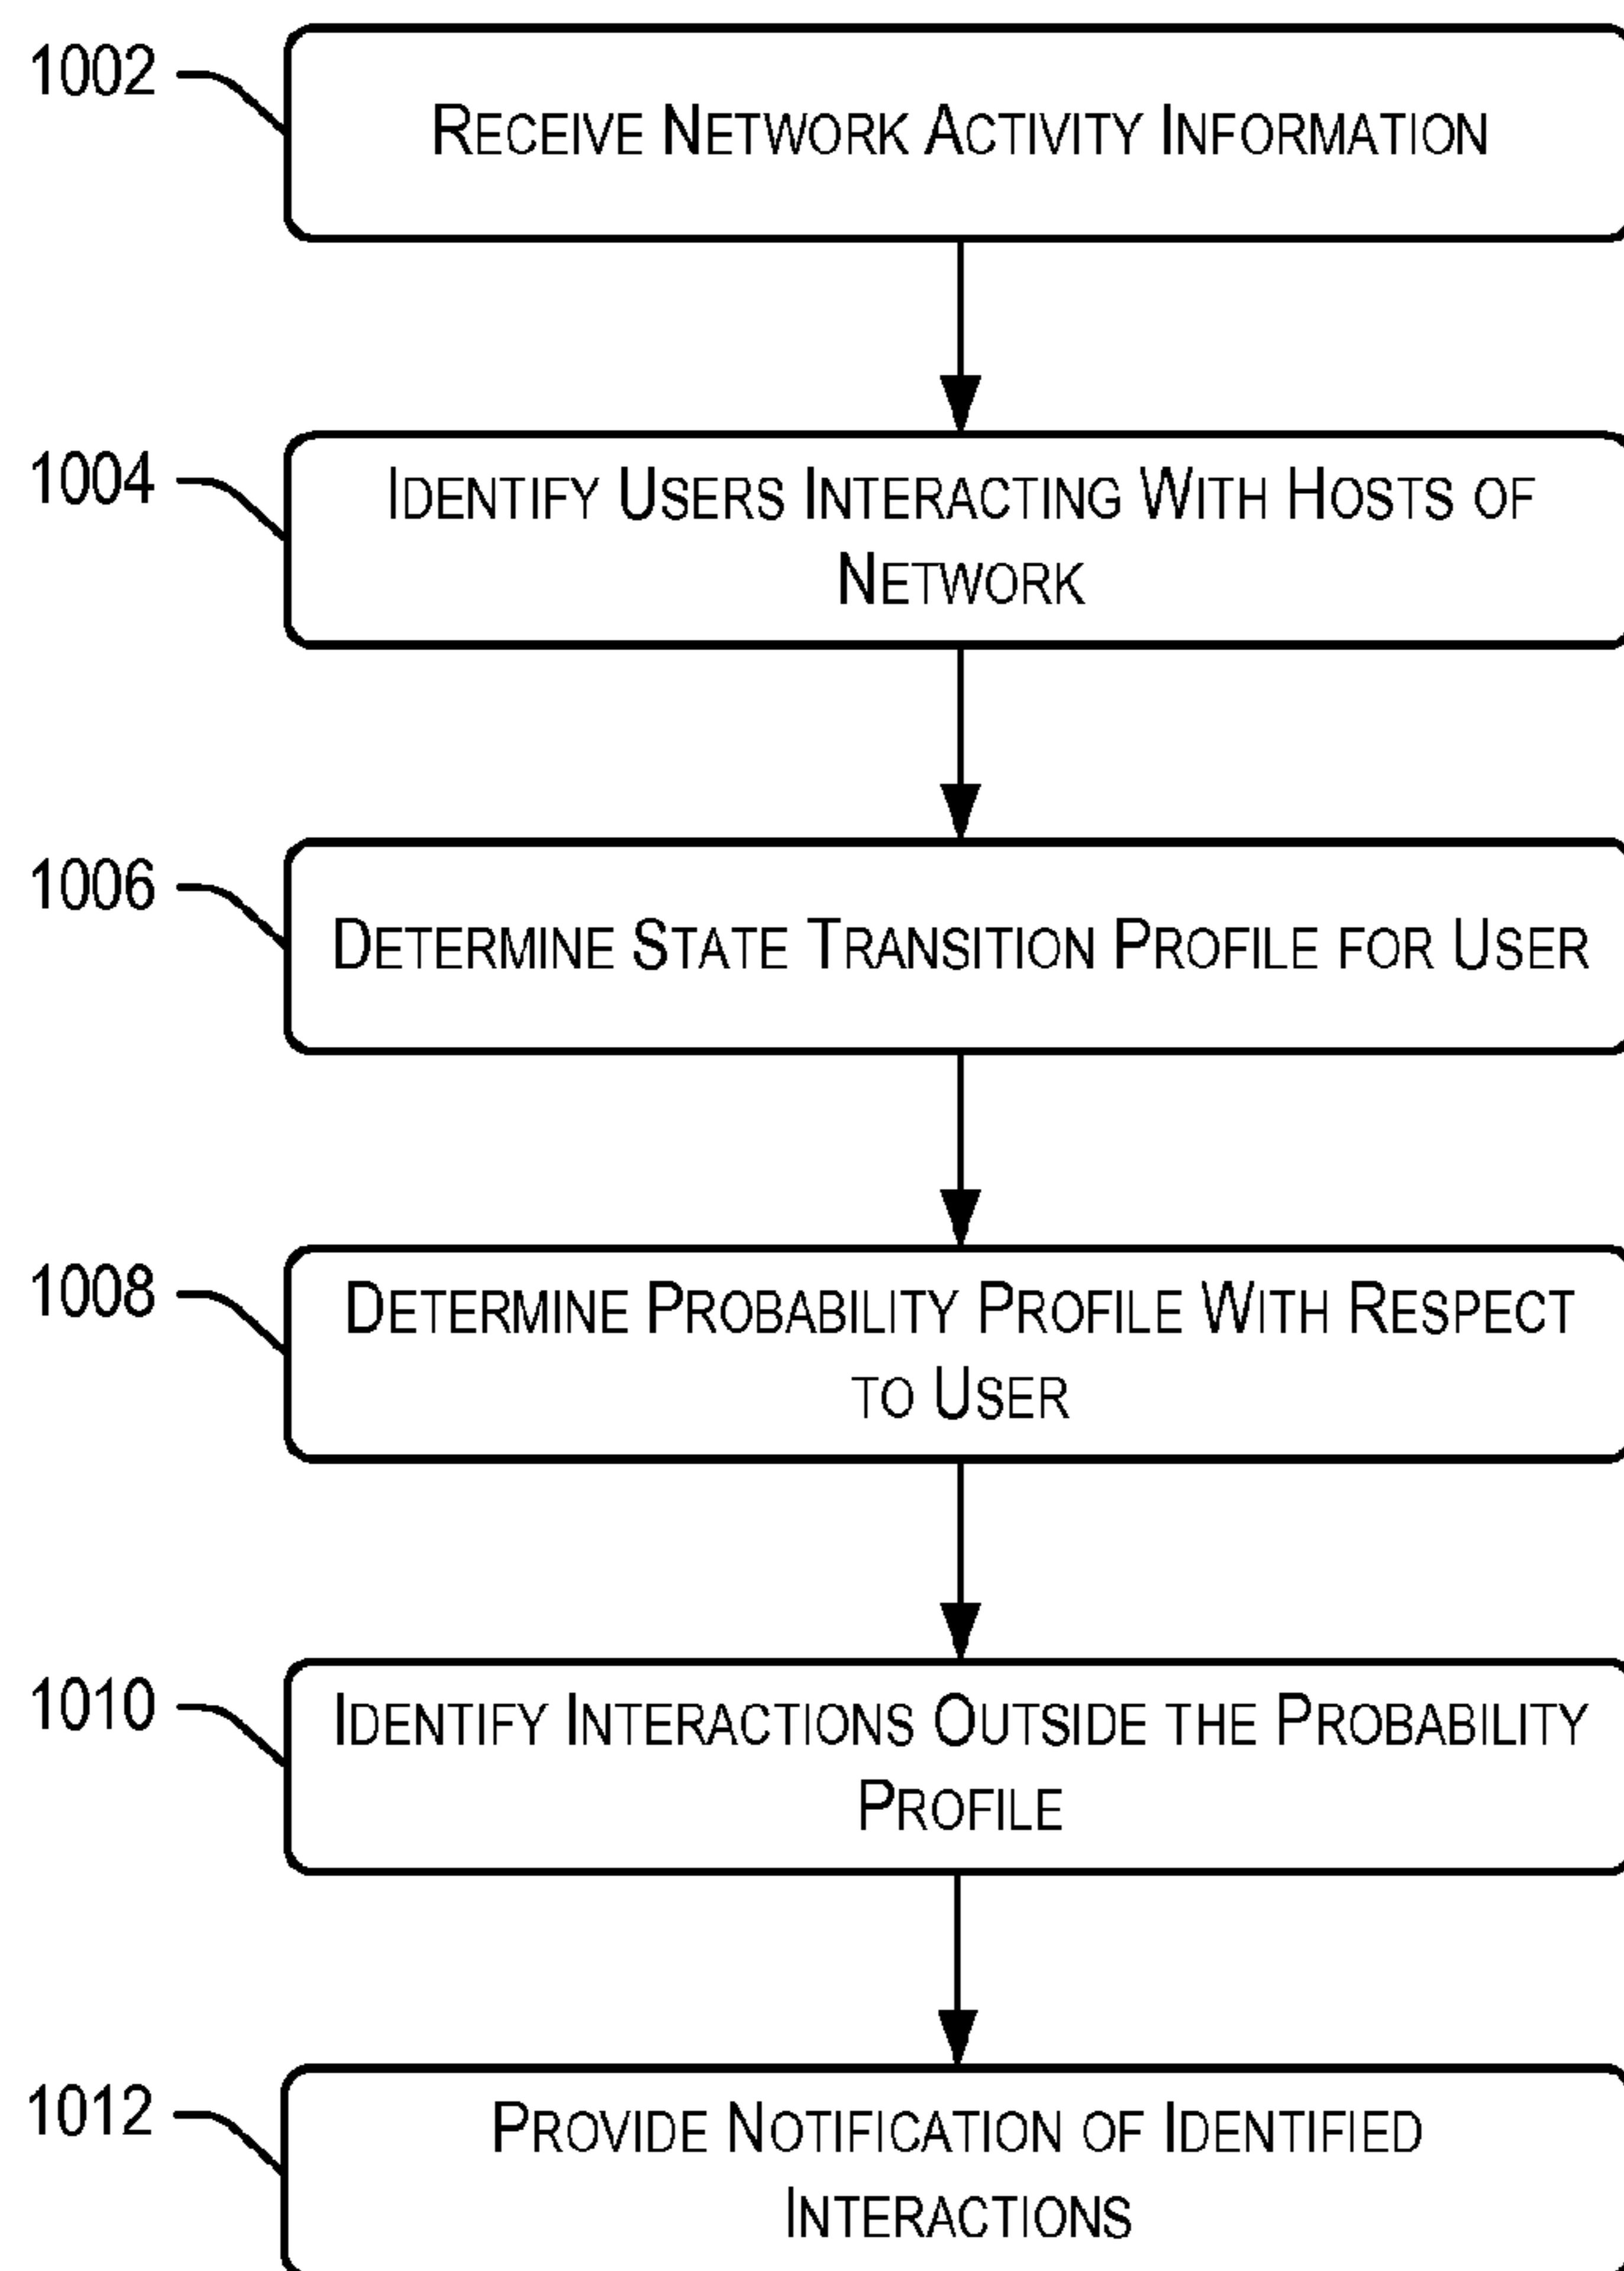 1002
RECEIVE NETWORK ACTIVITY INFORMATION
1004
IDENTIFY USERS INTERACTING WITH HOSTS OF
NETWORK
1006
DETERMINE STATE TRANSITION PROFILE FOR USER
1008
DETERMINE PROBABILITY PROFILE WITH RESPECT
TO USER
1010
IDENTIFY INTERACTIONS OUTSIDE THE PROBABILITY
PROFILE
1012
PROVIDE NOTIFICATION OF IDENTIFIED
INTERACTIONS